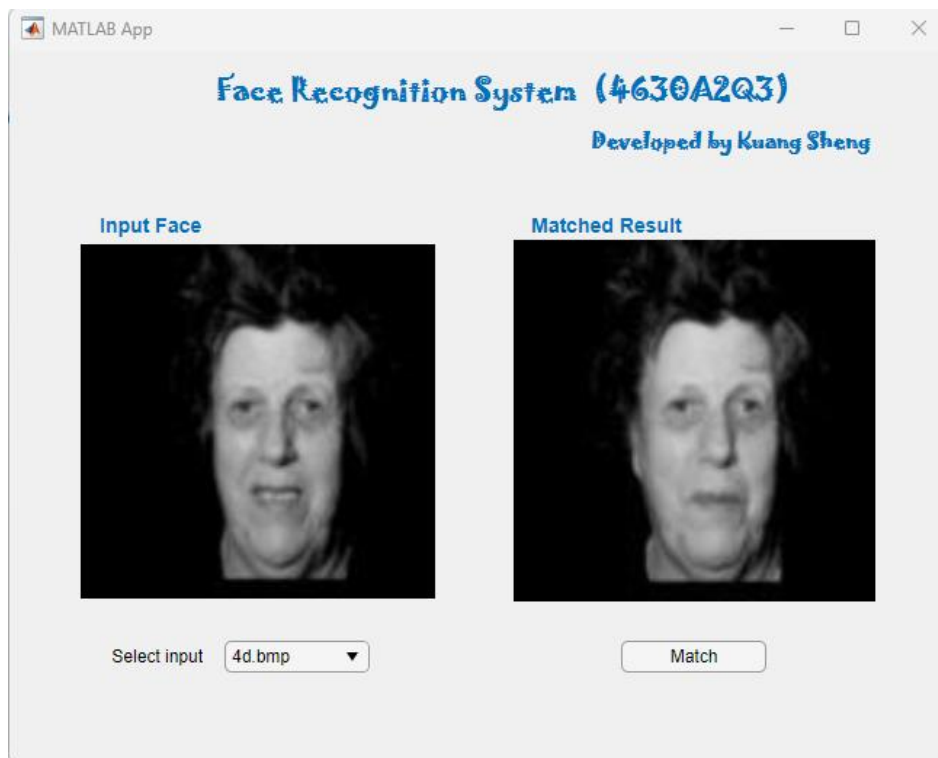 MATLAB App
Face Recognition System (4630A2Q3)
Developed by Kuang Sheng
Input Face
Matched Result
Select input
4d.bmp
Match